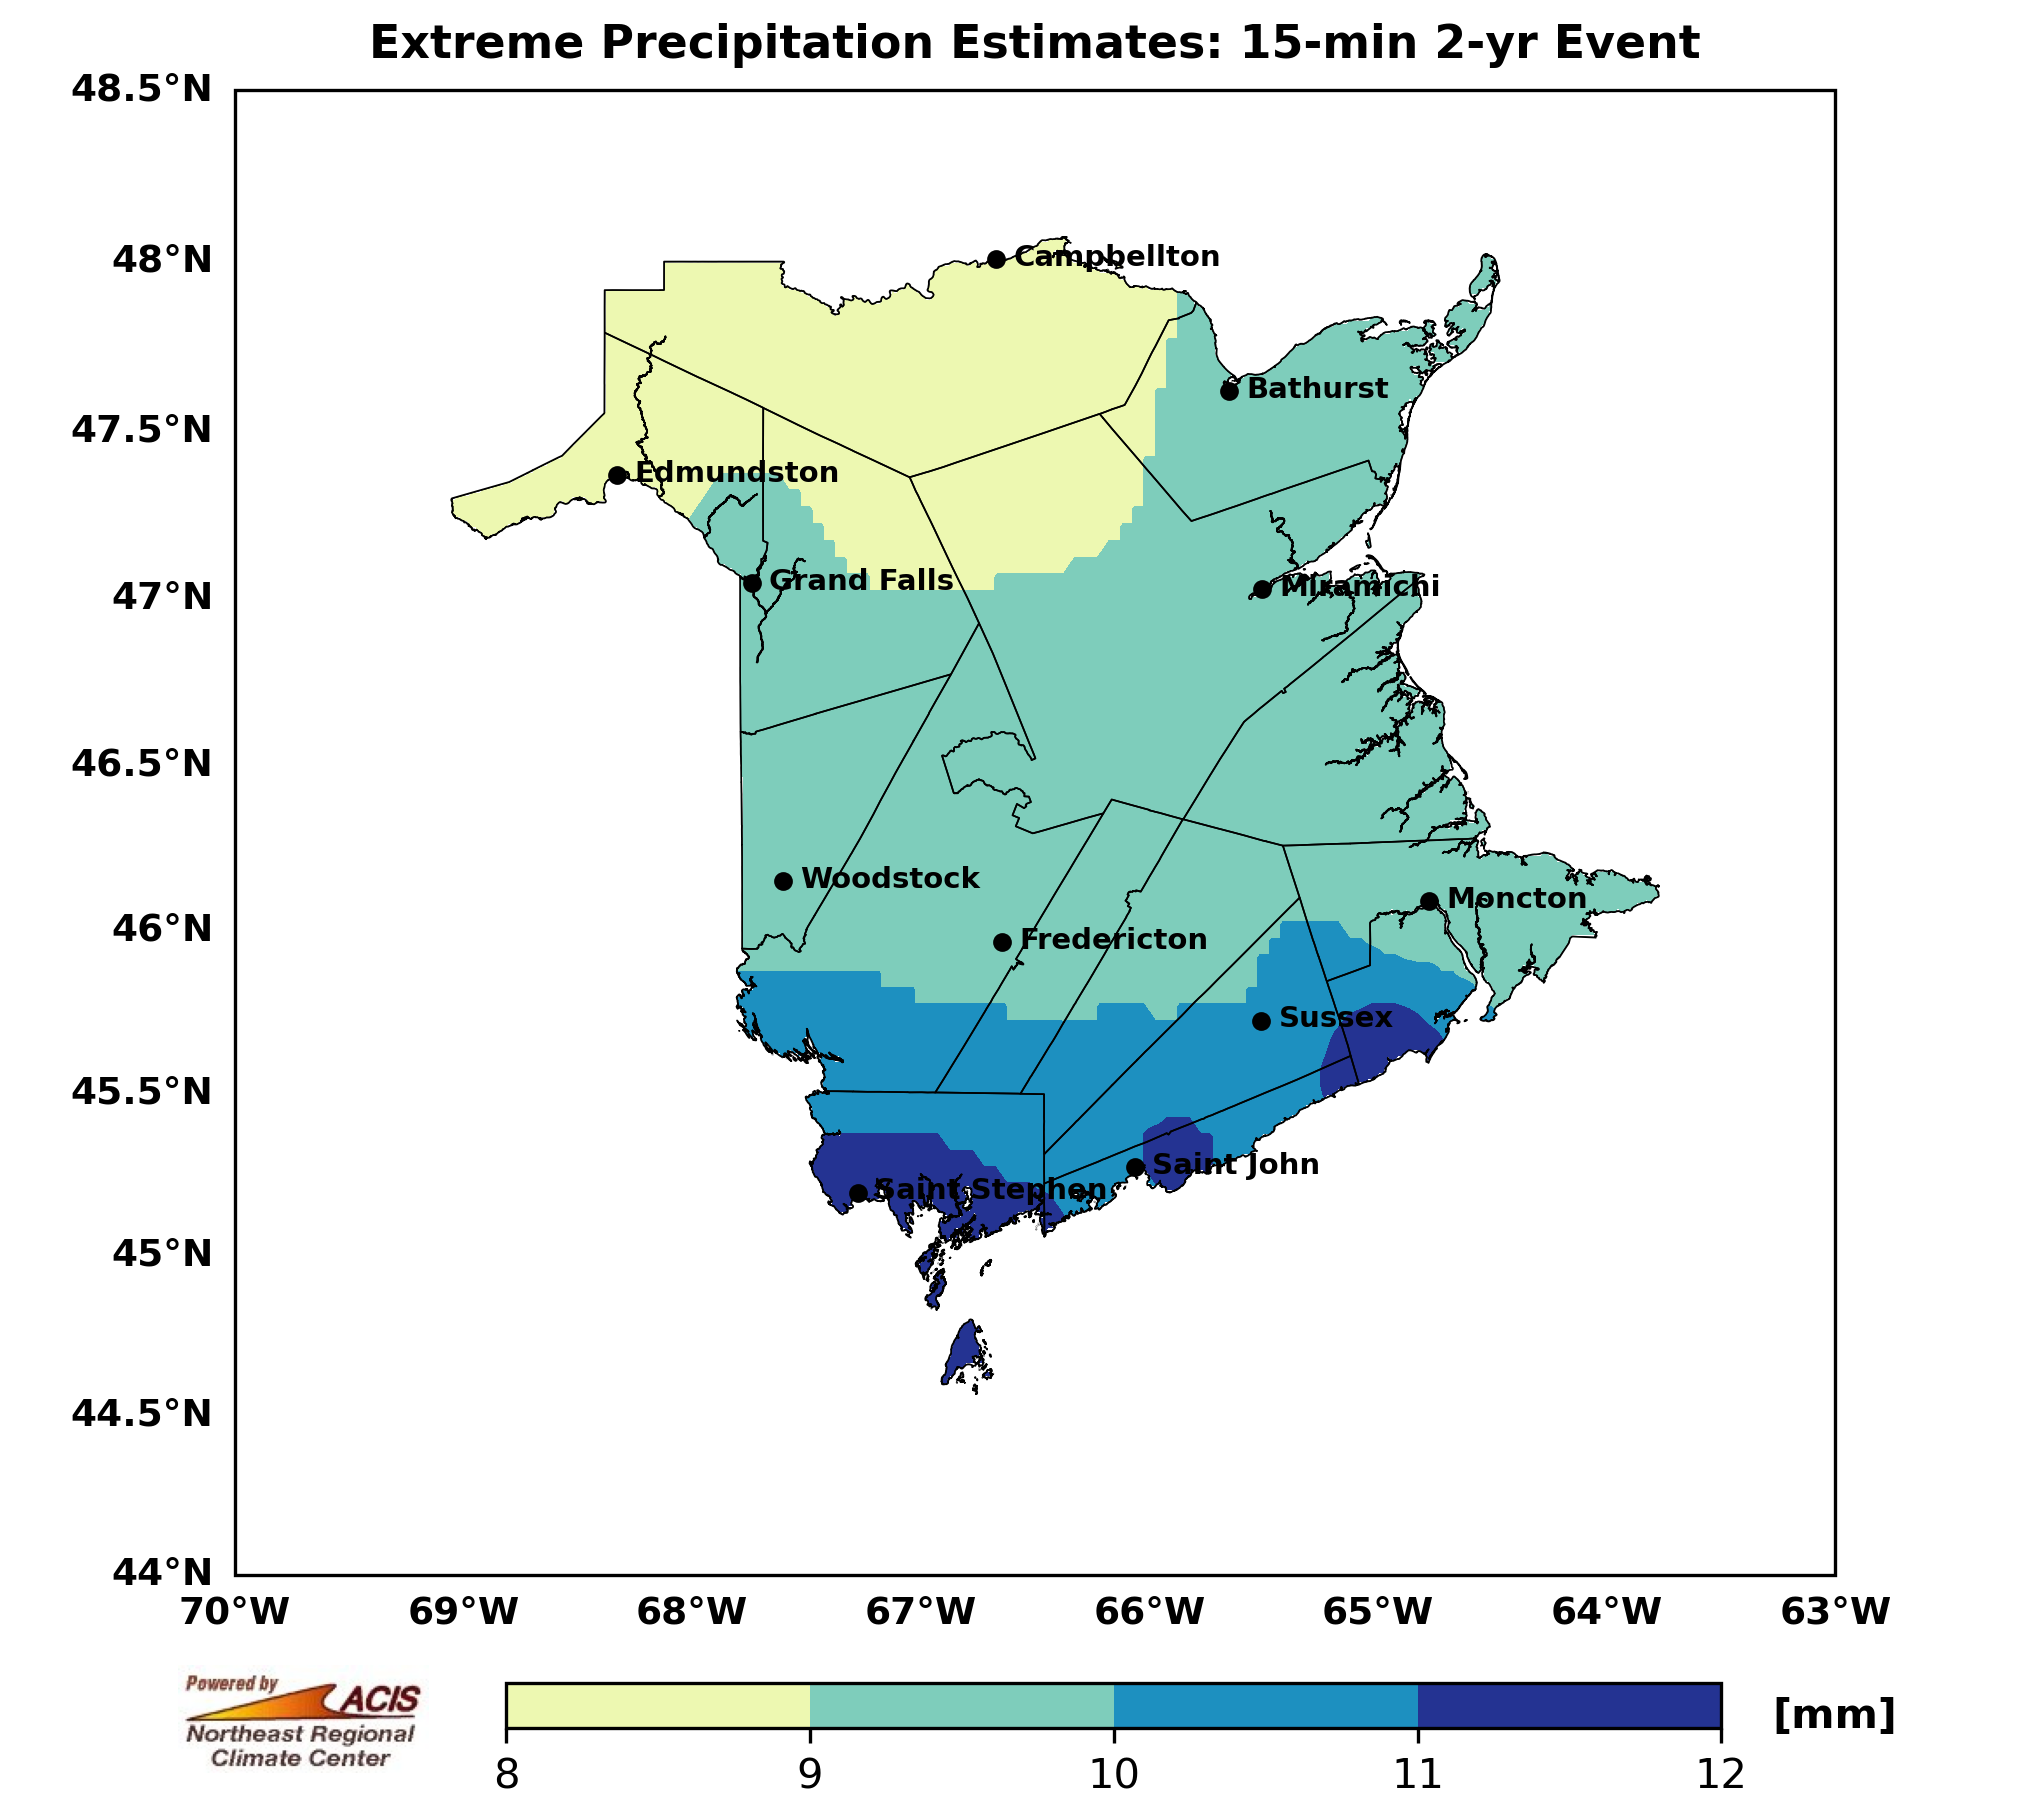 Extreme Precipitation Estimates: 15-min 2-yr Event
48.5°N
48°N
47.5°N
47°N
46.5°N
46°N
45.5°N
45°N
44.5°N
44°N
Campbellton
Bathurst
Edmundston
Grand Falls
Miramichi
Woodstock
Moncton
Fredericton
Sussex
Saint John
Saint Stephen
70°W
69°W
68°W
67°W
66°W
65°W
64°W
63°W
Powered by
ACIS
Northeast Regional
Climate Center
[mm]
8
9
10
11
12